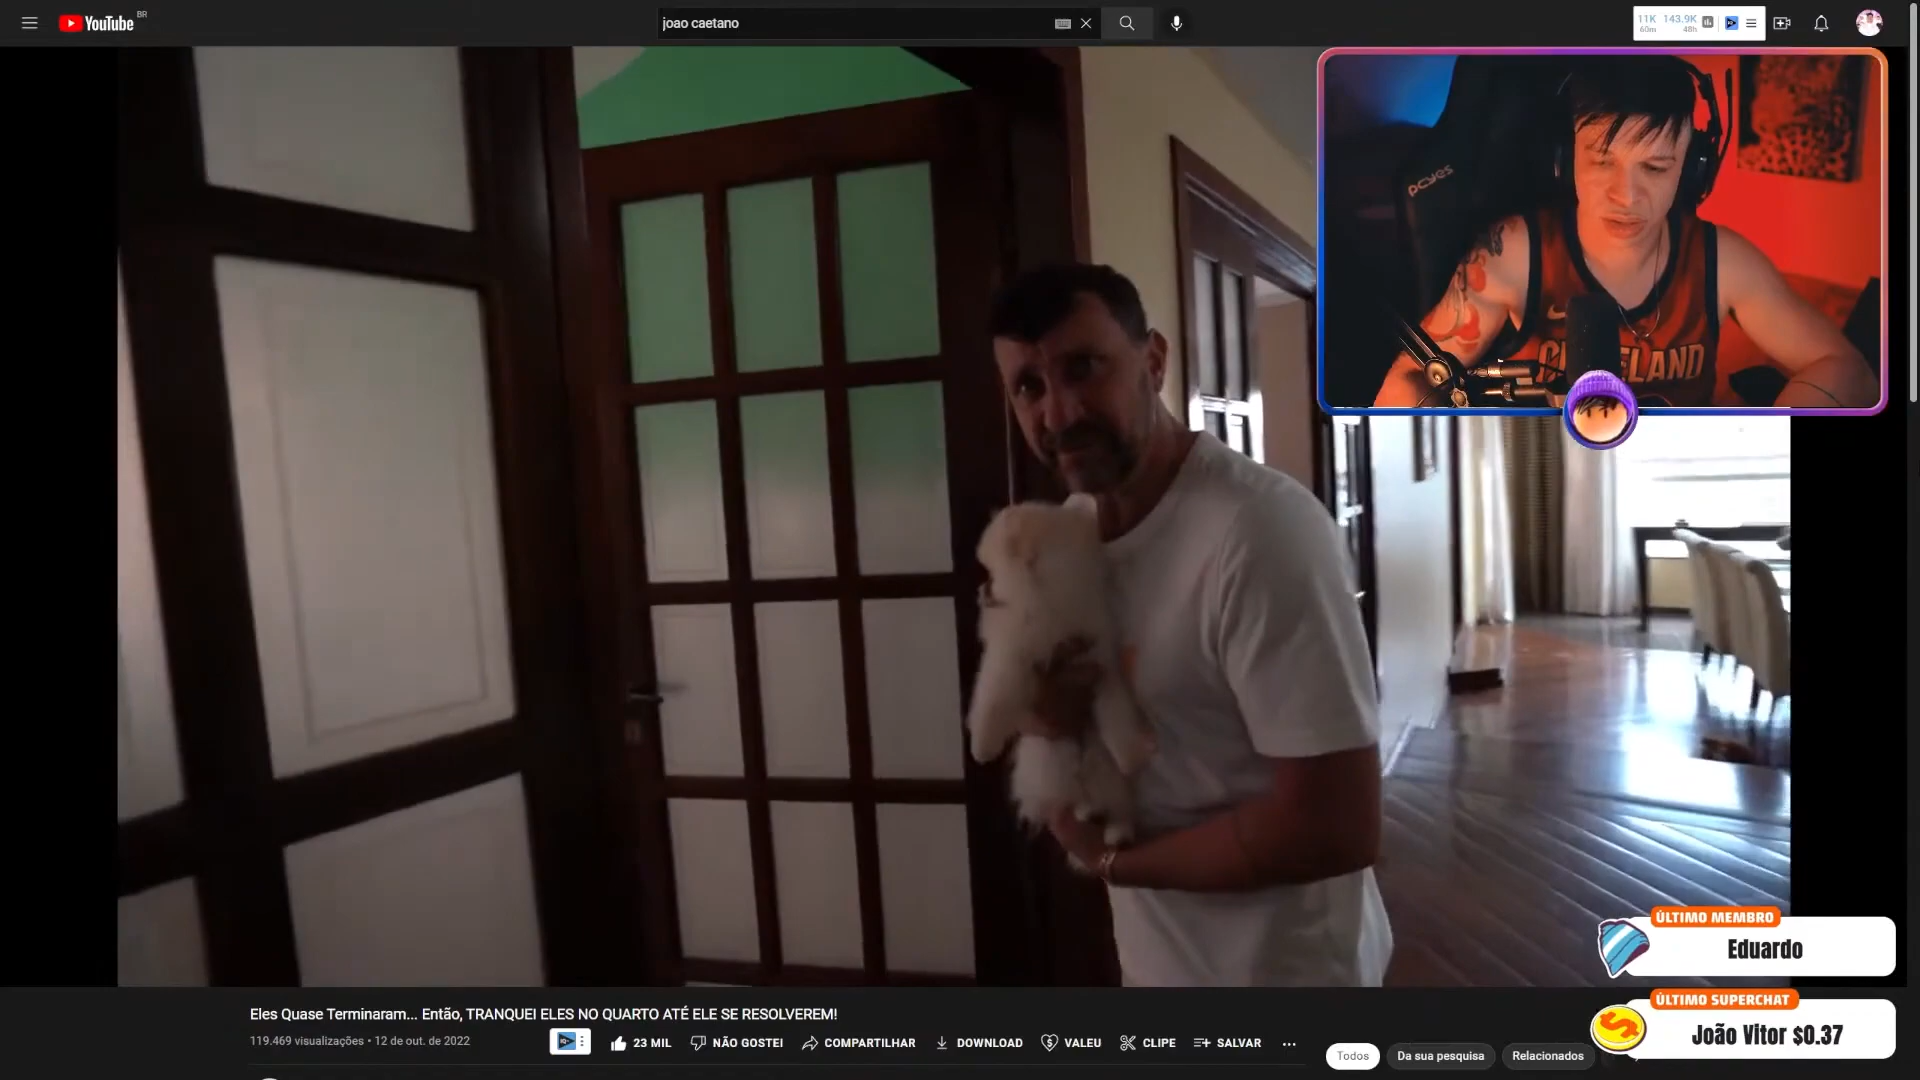 YouTube BR
joao caetano
11K 143.9K
60m 48h
pcyes
CLEVELAND
ÚLTIMO MEMBRO
Eduardo
ÚLTIMO SUPERCHAT
João Vitor $0.37
Eles Quase Terminaram... Então, TRANQUEI ELES NO QUARTO ATÉ ELE SE RESOLVEREM!
119.469 visualizações • 12 de out. de 2022
23 MIL
NÃO GOSTEI
COMPARTILHAR
DOWNLOAD
VALEU
CLIPE
SALVAR
Todos
Da sua pesquisa
Relacionados